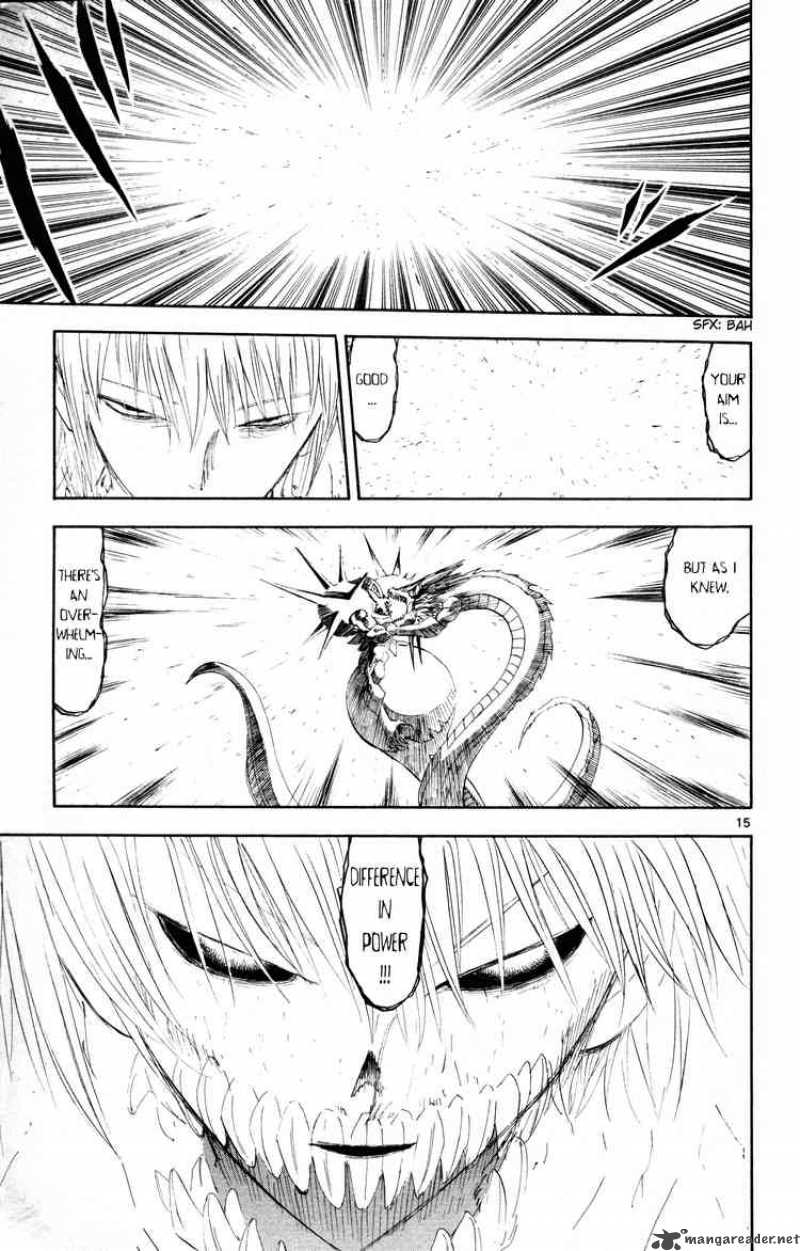 SFX: BAH
YOUR
AIM
IS...
GOOD
...
BUT AS I
KNEW.
THERE'S
AN
OVER-
WHELM-
ING...
15
DIFFERENCE
IN
POWER
!!!
mangareader.net